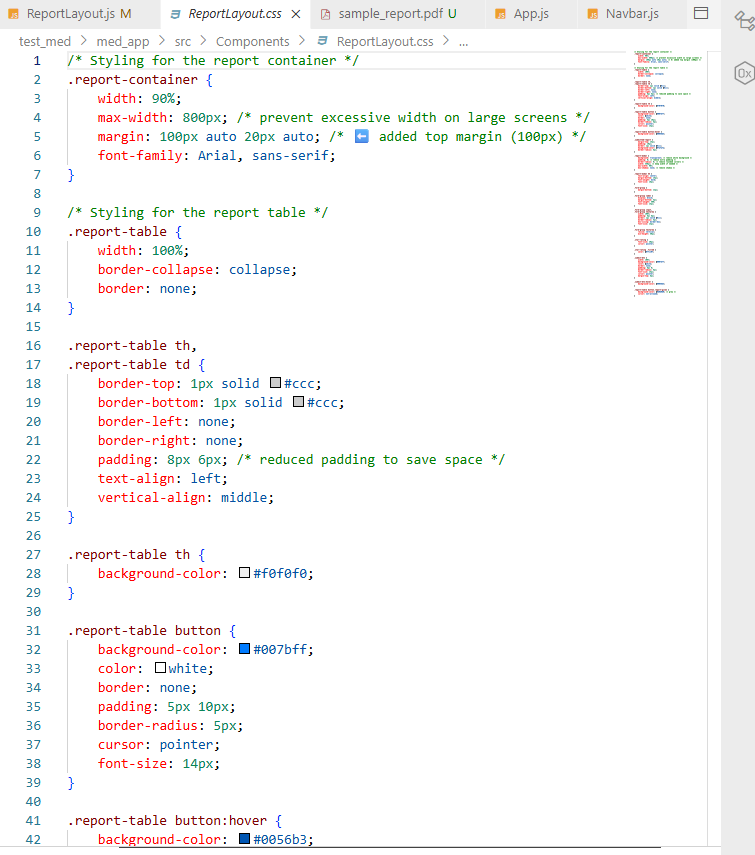 ReportLayout.js M
ReportLayout.css
sample_report.pdf U
App.js
Navbar.js
test_med > med_app > src > Components > ReportLayout.css > ...
1 /* Styling for the report container */
2 .report-container {
3 width: 90%;
4 max-width: 800px; /* prevent excessive width on large screens */
5 margin: 100px auto 20px auto; /* ⬅️ added top margin (100px) */
6 font-family: Arial, sans-serif;
7 }
8
9 /* Styling for the report table */
10 .report-table {
11 width: 100%;
12 border-collapse: collapse;
13 border: none;
14 }
15
16 .report-table th,
17 .report-table td {
18 border-top: 1px solid #ccc;
19 border-bottom: 1px solid #ccc;
20 border-left: none;
21 border-right: none;
22 padding: 8px 6px; /* reduced padding to save space */
23 text-align: left;
24 vertical-align: middle;
25 }
26
27 .report-table th {
28 background-color: #f0f0f0;
29 }
30
31 .report-table button {
32 background-color: #007bff;
33 color: white;
34 border: none;
35 padding: 5px 10px;
36 border-radius: 5px;
37 cursor: pointer;
38 font-size: 14px;
39 }
40
41 .report-table button:hover {
42 background-color: #0056b3;
0x